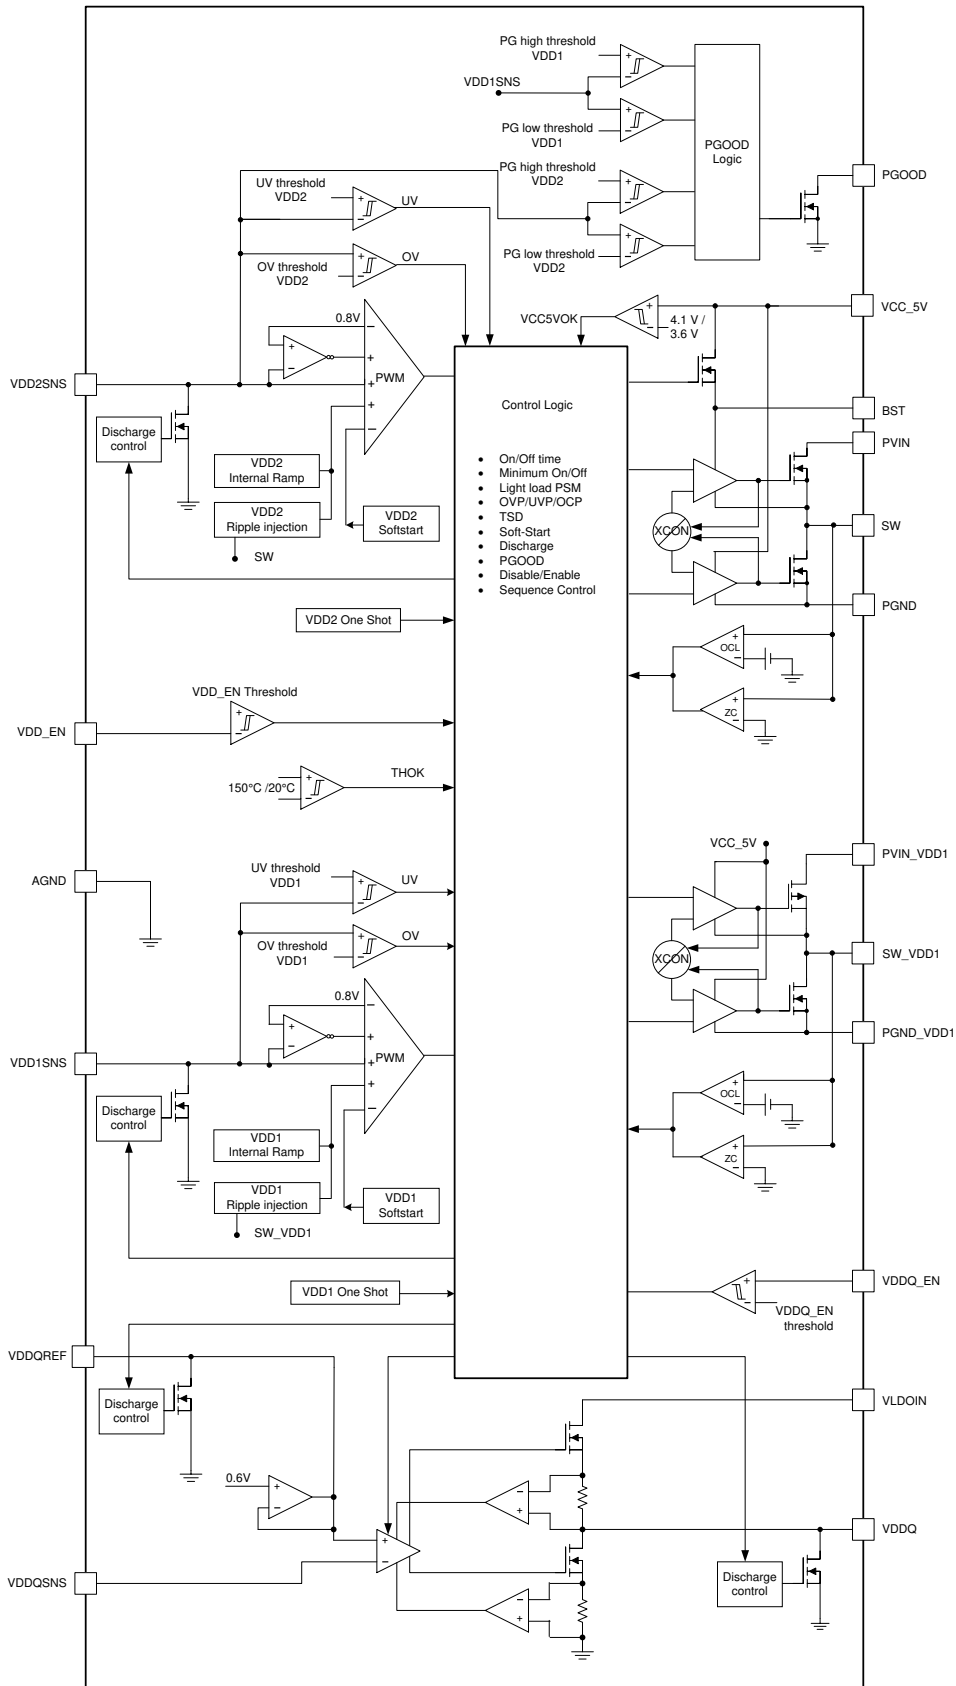 PG high threshold
VDD1
VDD1SNS
PG low threshold
VDD1
PGOOD
Logic
PG high threshold
VDD2
PG low threshold
VDD2
PGOOD
UV threshold
VDD2
UV
OV threshold
VDD2
OV
0.8V
+
−
−
+
+
+
−
PWM
VDD2SNS
Discharge
control
VDD2
Internal Ramp
VDD2
Ripple injection
SW
VDD2
Softstart
VCC5VOK
4.1 V /
3.6 V
VCC_5V
BST
PVIN
XCON
SW
PGND
OCL
ZC
Control Logic
• On/Off time
• Minimum On/Off
• Light load PSM
• OVP/UVP/OCP
• TSD
• Soft-Start
• Discharge
• PGOOD
• Disable/Enable
• Sequence Control
VDD2 One Shot
VDD_EN Threshold
VDD_EN
150°C /20°C
THOK
AGND
UV threshold
VDD1
UV
OV threshold
VDD1
OV
0.8V
+
−
−
+
+
+
−
PWM
VDD1SNS
Discharge
control
VDD1
Internal Ramp
VDD1
Ripple injection
SW_VDD1
VDD1
Softstart
VCC_5V
PVIN_VDD1
XCON
SW_VDD1
PGND_VDD1
OCL
ZC
VDD1 One Shot
VDDQ_EN
VDDQ_EN
threshold
VDDQREF
Discharge
control
0.6V
VDDQSNS
VLDOIN
VDDQ
Discharge
control